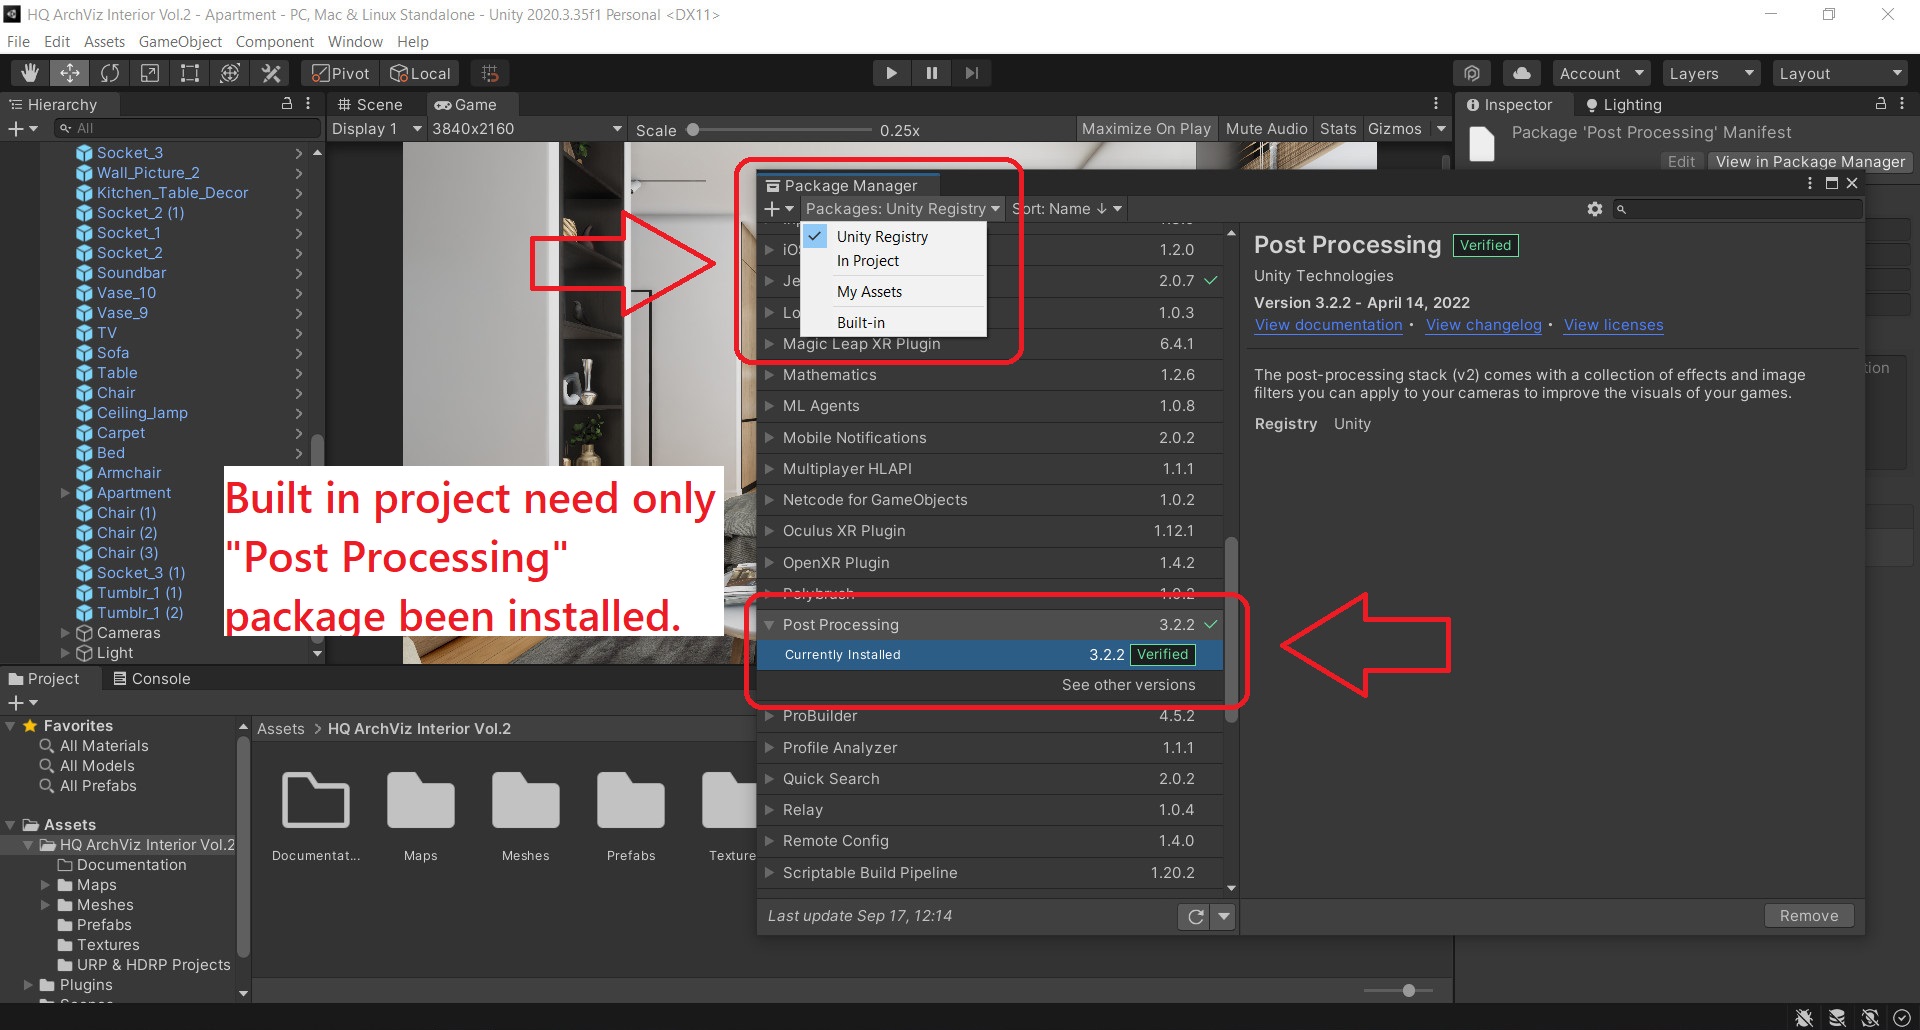 HQ ArchViz Interior Vol.2 - Apartment - PC, Mac & Linux Standalone - Unity 2020.3.35f1 Personal <DX11>
File Edit Assets GameObject Component Window Help
Pivot Local Account Layers Layout
Hierarchy
All
Socket_3
Wall_Picture_2
Kitchen_Table_Decor
Socket_2 (1)
Socket_1
Socket_2
Soundbar
Vase_10
Vase_9
TV
Sofa
Table
Chair
Ceiling_lamp
Carpet
Bed
Armchair
Apartment
Chair (1)
Chair (2)
Chair (3)
Socket_3 (1)
Tumblr_1 (1)
Tumblr_1 (2)
Cameras
Light
Scene Game
Display 1 3840x2160 Scale 0.25x Maximize On Play Mute Audio Stats Gizmos
Built in project need only
"Post Processing"
package been installed.
Package Manager
Packages: Unity Registry Sort: Name ↓
Unity Registry
In Project
My Assets
Built-in
iO 1.2.0
Je 2.0.7
Lo 1.0.3
Magic Leap XR Plugin 6.4.1
Mathematics 1.2.6
ML Agents 1.0.8
Mobile Notifications 2.0.2
Multiplayer HLAPI 1.1.1
Netcode for GameObjects 1.0.2
Oculus XR Plugin 1.12.1
OpenXR Plugin 1.4.2
Polybrush 1.0.2
Post Processing 3.2.2
Currently Installed 3.2.2 Verified
See other versions
ProBuilder 4.5.2
Profile Analyzer 1.1.1
Quick Search 2.0.2
Relay 1.0.4
Remote Config 1.4.0
Scriptable Build Pipeline 1.20.2
Last update Sep 17, 12:14
Post Processing Verified
Unity Technologies
Version 3.2.2 - April 14, 2022
View documentation • View changelog • View licenses
The post-processing stack (v2) comes with a collection of effects and image
filters you can apply to your cameras to improve the visuals of your games.
Registry Unity
Remove
Inspector Lighting
Package 'Post Processing' Manifest
Edit View in Package Manager
tion
Project Console
Favorites
All Materials
All Models
All Prefabs
Assets
HQ ArchViz Interior Vol.2
Documentation
Maps
Meshes
Prefabs
Textures
URP & HDRP Projects
Plugins
Assets > HQ ArchViz Interior Vol.2
Documentat... Maps Meshes Prefabs Texture